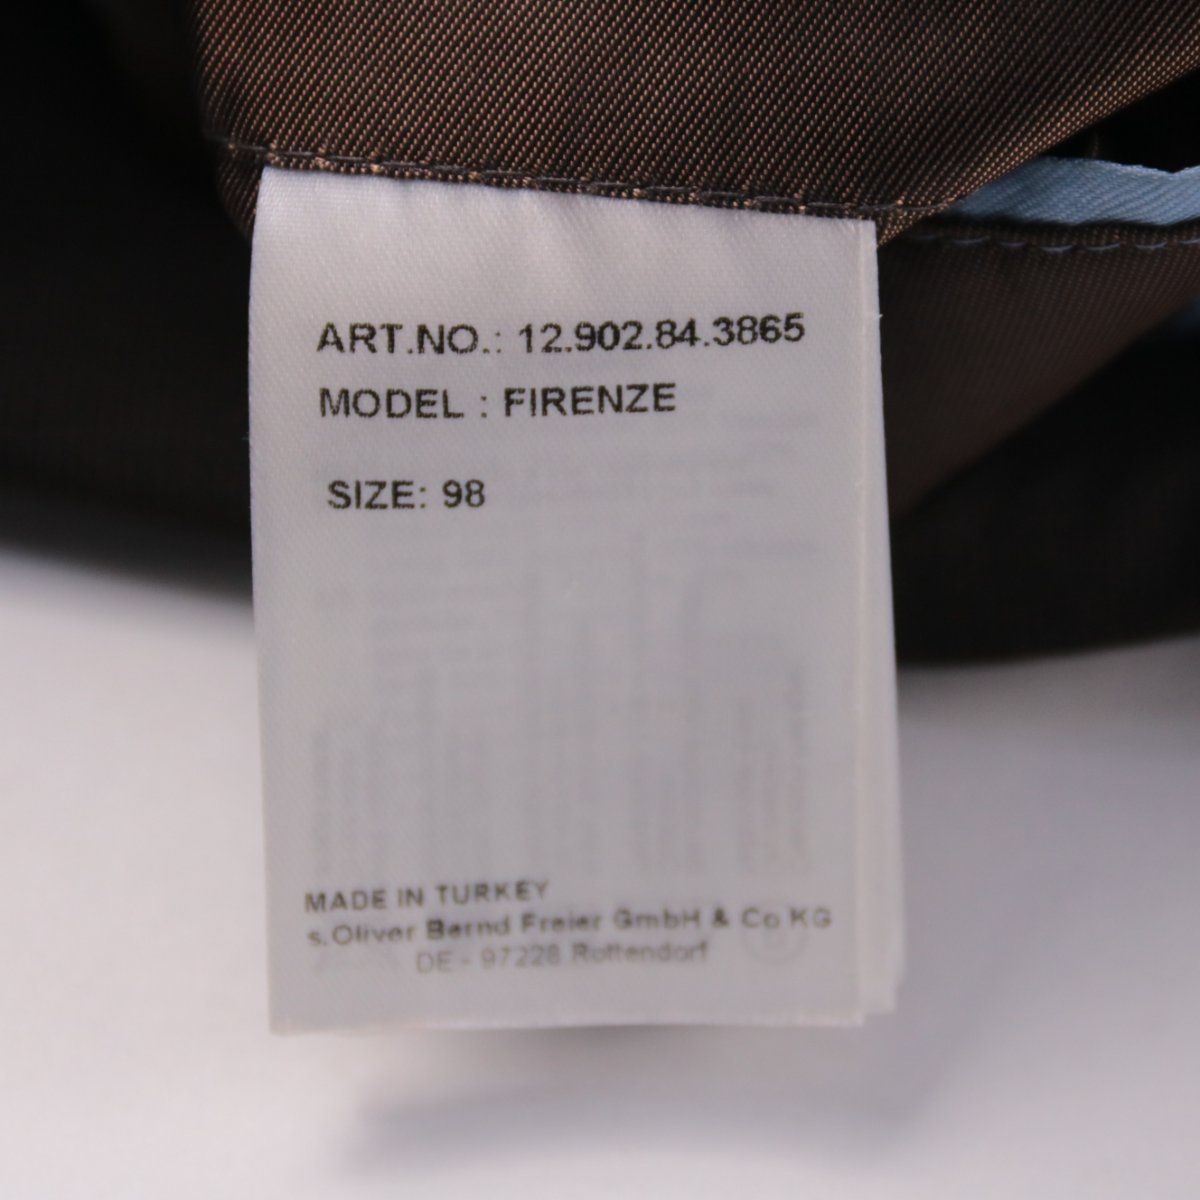 ART.NO.: 12.902.84.3865
MODEL : FIRENZE
SIZE: 98
MADE IN TURKEY
s.Oliver Bernd Freier GmbH & Co KG
DE - 97228 Rottendorf